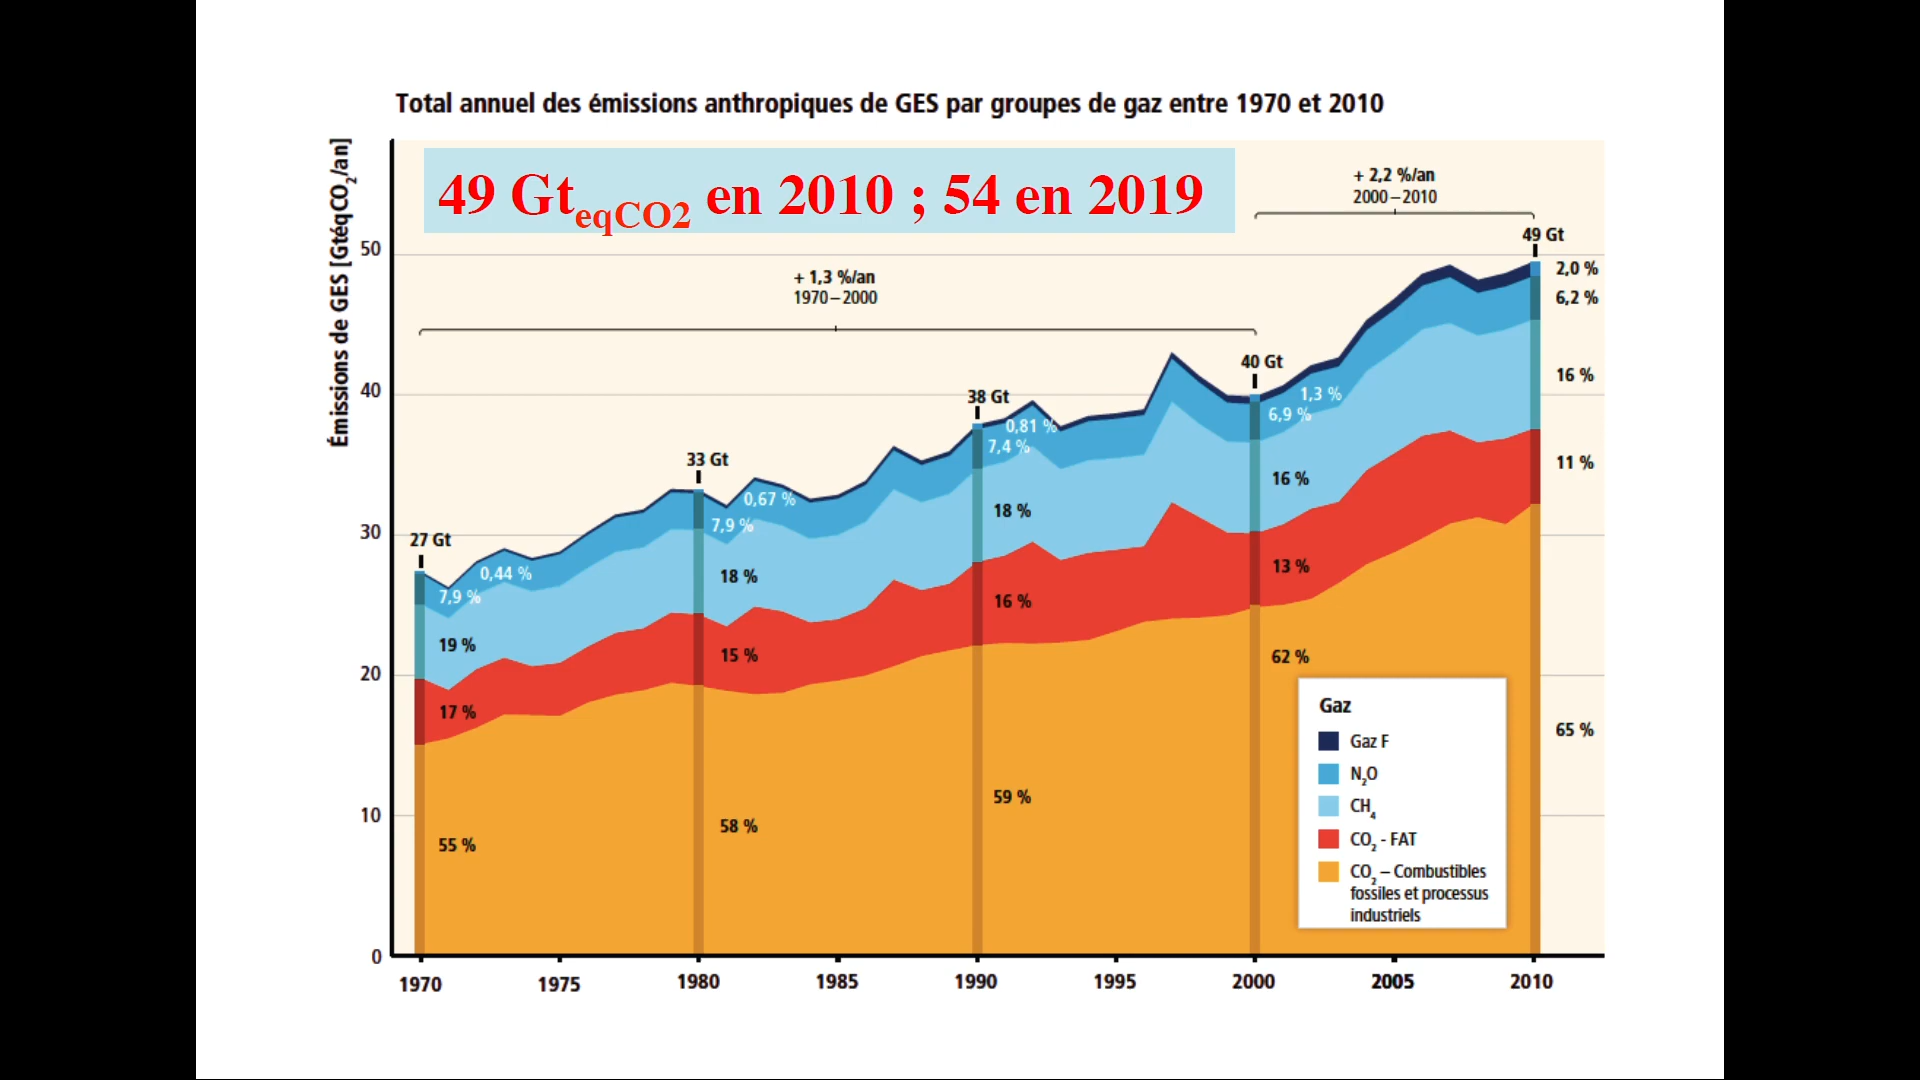 Total annuel des émissions anthropiques de GES par groupes de gaz entre 1970 et 2010
Émissions de GES [GtéqCO2/an]
49 GteqCO2 en 2010 ; 54 en 2019
+ 2,2 %/an
2000–2010
+ 1,3 %/an
1970–2000
50
40
30
20
10
0
27 Gt
0,44 %
7,9 %
19 %
17 %
55 %
33 Gt
0,67 %
7,9 %
18 %
15 %
58 %
38 Gt
0,81 %
7,4 %
18 %
16 %
59 %
40 Gt
1,3 %
6,9 %
16 %
13 %
62 %
49 Gt
2,0 %
6,2 %
16 %
11 %
65 %
Gaz
Gaz F
N2O
CH4
CO2 - FAT
CO2 – Combustibles
fossiles et processus
industriels
1970
1975
1980
1985
1990
1995
2000
2005
2010